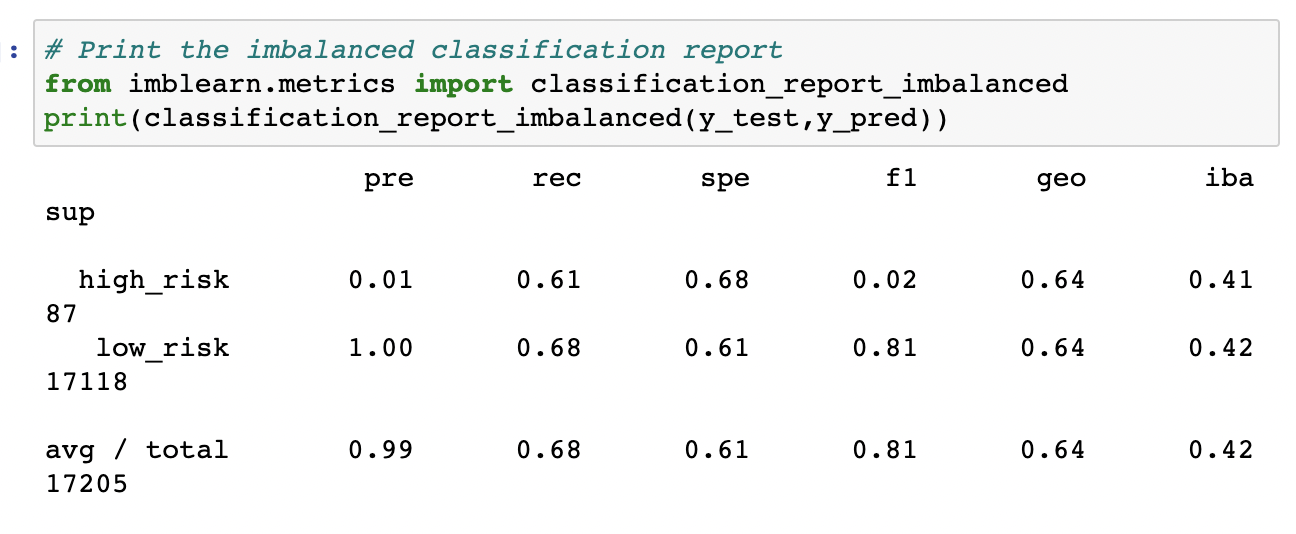 : # Print the imbalanced classification report
from imblearn.metrics import classification_report_imbalanced
print(classification_report_imbalanced(y_test,y_pred))
pre rec spe f1 geo iba
sup
high_risk 0.01 0.61 0.68 0.02 0.64 0.41
87
low_risk 1.00 0.68 0.61 0.81 0.64 0.42
17118
avg / total 0.99 0.68 0.61 0.81 0.64 0.42
17205